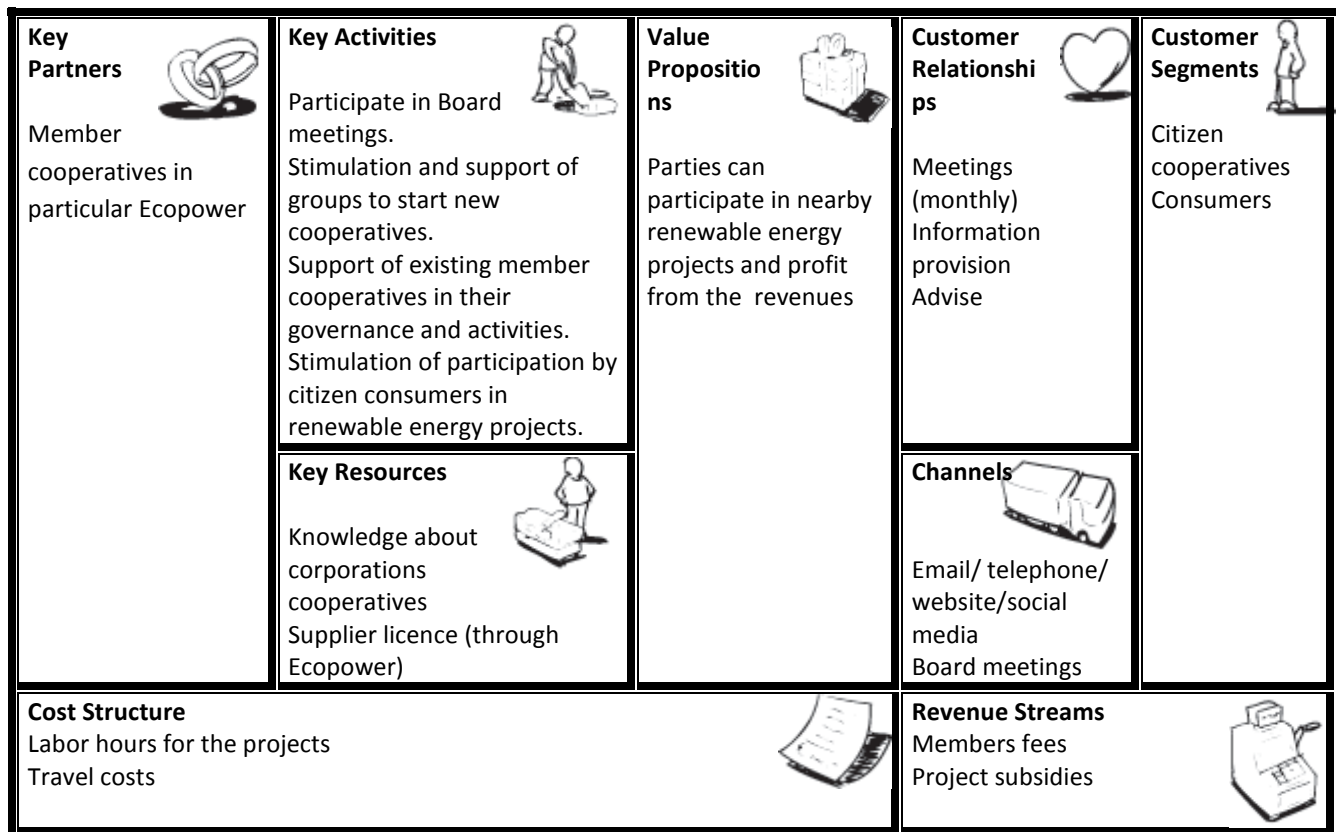 Key
Partners
Member
cooperatives in
particular Ecopower
Key Activities
Participate in Board
meetings.
Stimulation and support of
groups to start new
cooperatives.
Support of existing member
cooperatives in their
governance and activities.
Stimulation of participation by
citizen consumers in
renewable energy projects.
Key Resources
Knowledge about
corporations
cooperatives
Supplier licence (through
Ecopower)
Value
Propositio
ns
Parties can
participate in nearby
renewable energy
projects and profit
from the revenues
Customer
Relationshi
ps
Meetings
(monthly)
Information
provision
Advise
Channels
Email/ telephone/
website/social
media
Board meetings
Customer
Segments
Citizen
cooperatives
Consumers
Cost Structure
Labor hours for the projects
Travel costs
Revenue Streams
Members fees
Project subsidies